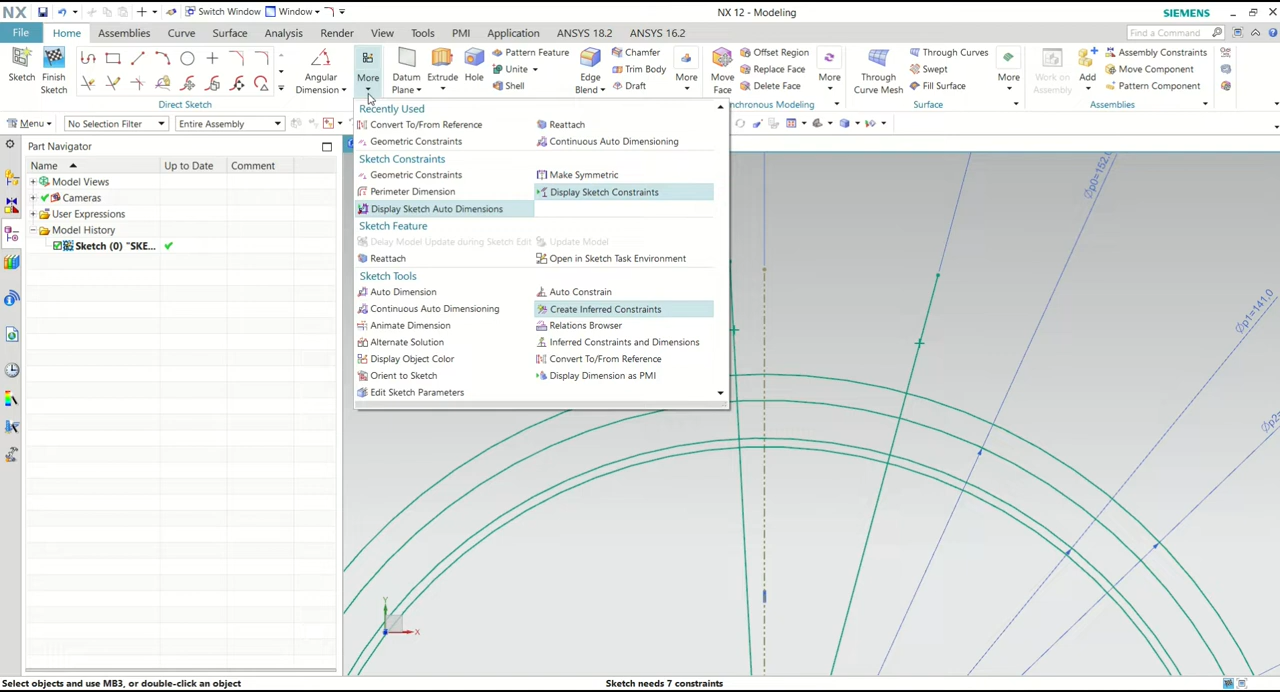 NX
Switch Window
Window
NX 12 - Modeling
SIEMENS
File
Home
Assemblies
Curve
Surface
Analysis
Render
View
Tools
PMI
Application
ANSYS 18.2
ANSYS 16.2
Find a Command
Sketch
Finish Sketch
Direct Sketch
Angular Dimension
More
Datum Plane
Extrude
Hole
Pattern Feature
Unite
Shell
Edge Blend
Chamfer
Trim Body
Draft
More
Move Face
Offset Region
Replace Face
Delete Face
More
Through Curve Mesh
Through Curves
Swept
Fill Surface
More
Work on Assembly
Add
Assembly Constraints
Move Component
Pattern Component
nchronous Modeling
Surface
Assemblies
Menu
No Selection Filter
Entire Assembly
Recently Used
Convert To/From Reference
Reattach
Geometric Constraints
Continuous Auto Dimensioning
Sketch Constraints
Geometric Constraints
Make Symmetric
Perimeter Dimension
Display Sketch Constraints
Display Sketch Auto Dimensions
Sketch Feature
Delay Model Update during Sketch Edit
Update Model
Reattach
Open in Sketch Task Environment
Sketch Tools
Auto Dimension
Auto Constrain
Continuous Auto Dimensioning
Create Inferred Constraints
Animate Dimension
Relations Browser
Alternate Solution
Inferred Constraints and Dimensions
Display Object Color
Convert To/From Reference
Orient to Sketch
Display Dimension as PMI
Edit Sketch Parameters
Part Navigator
Name
Up to Date
Comment
Model Views
Cameras
User Expressions
Model History
Sketch (0) "SKE...
Øp0=152.0
Øp1=141.0
Øp2=
Y
X
Select objects and use MB3, or double-click an object
Sketch needs 7 constraints